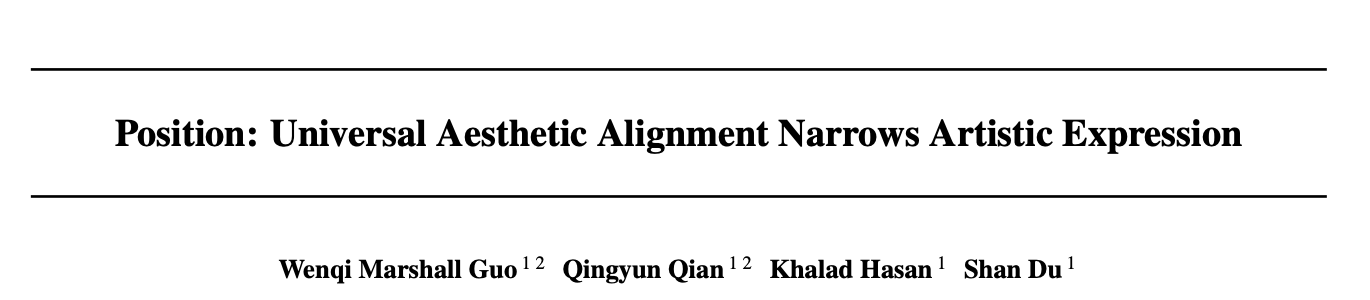 Position: Universal Aesthetic Alignment Narrows Artistic Expression
Wenqi Marshall Guo 1 2 Qingyun Qian 1 2 Khalad Hasan 1 Shan Du 1